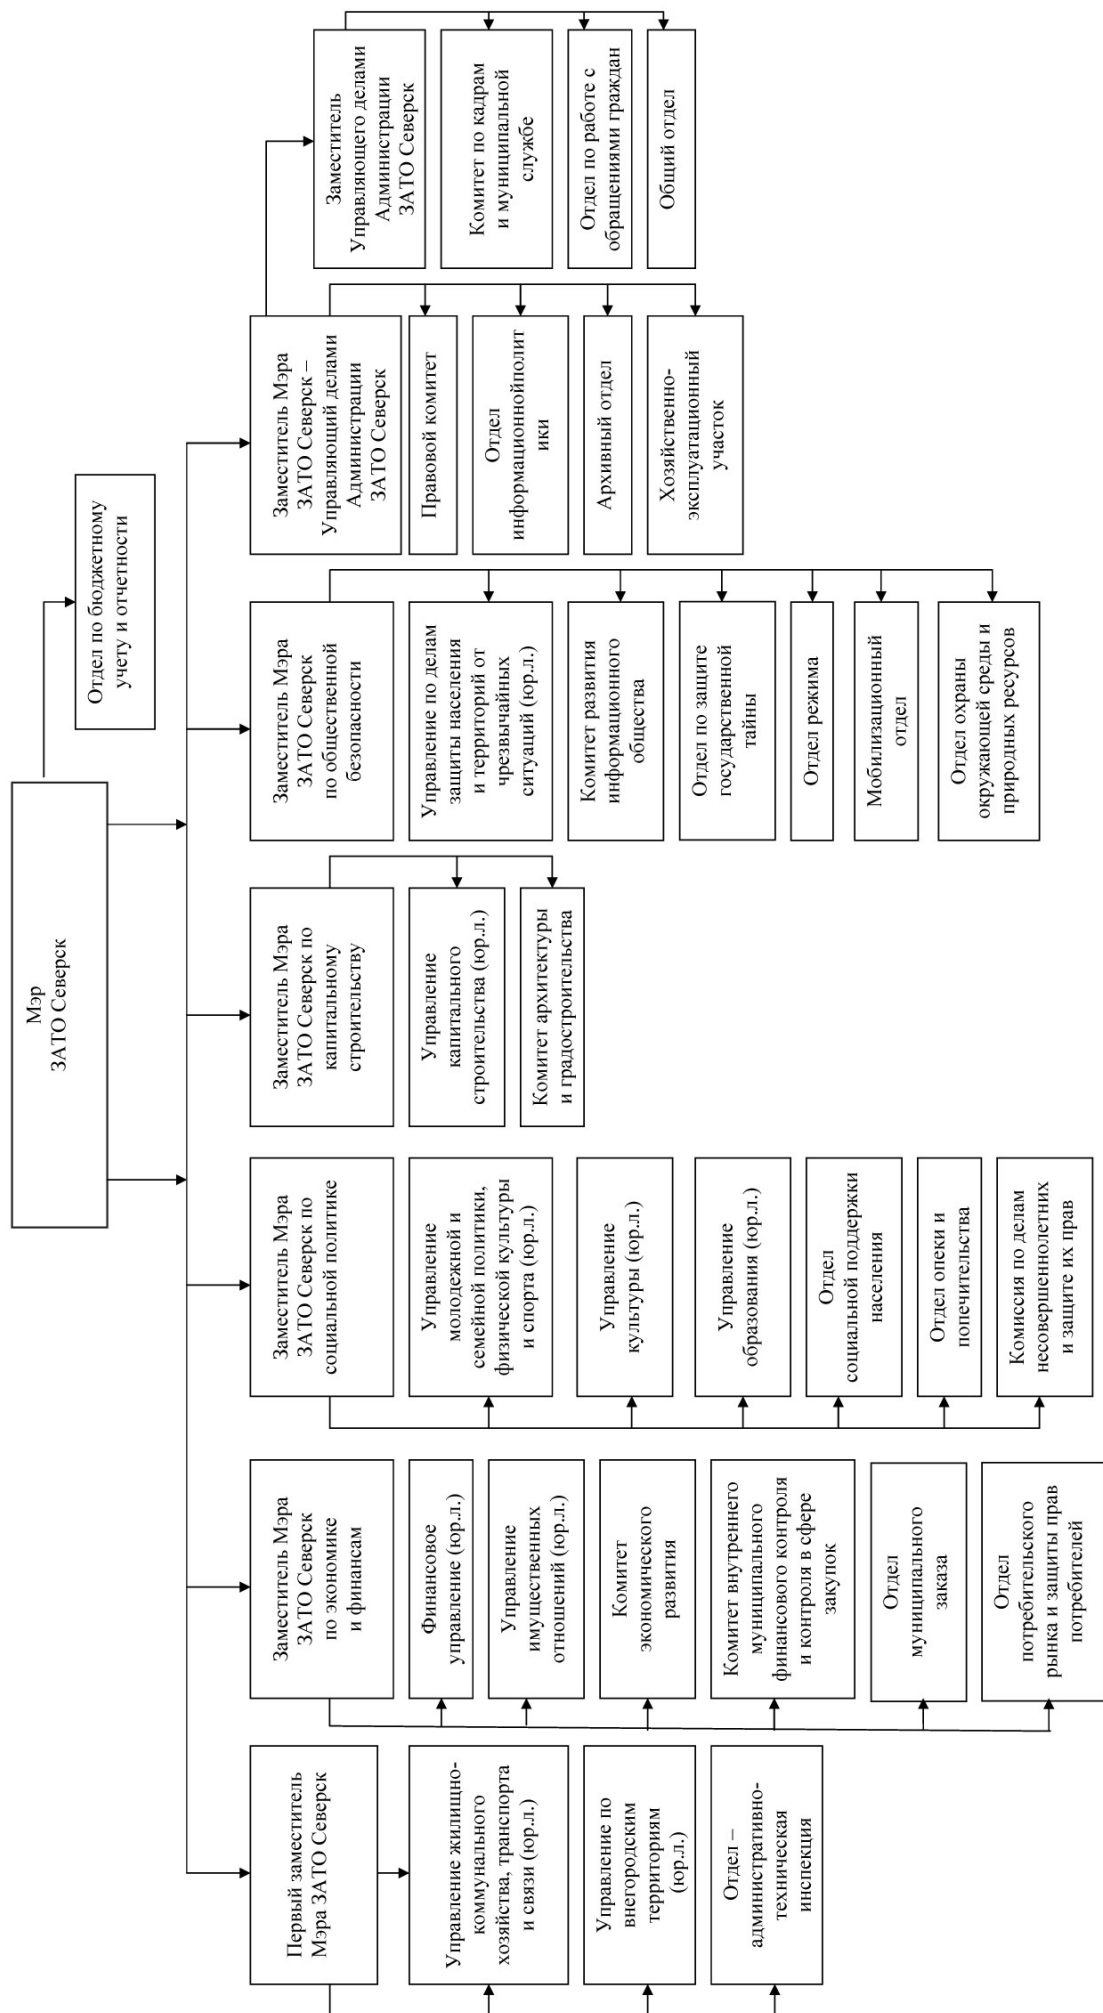 Мэр
ЗАТО Северск
Отдел по бюджетному
учету и отчетности
Первый заместитель
Мэра ЗАТО Северск
Управление жилищно-
коммунального
хозяйства, транспорта
и связи (юр.л.)
Управление по
внегородским
территориям
(юр.л.)
Отдел –
административно-
техническая
инспекция
Заместитель Мэра
ЗАТО Северск
по экономике
и финансам
Финансовое
управление (юр.л.)
Управление
имущественных
отношений (юр.л.)
Комитет
экономического
развития
Комитет внутреннего
муниципального
финансового контроля
и контроля в сфере
закупок
Отдел
муниципального
заказа
Отдел
потребительского
рынка и защиты прав
потребителей
Заместитель Мэра
ЗАТО Северск по
социальной политике
Управление
молодежной и
семейной политики,
физической культуры
и спорта (юр.л.)
Управление
культуры (юр.л.)
Управление
образования (юр.л.)
Отдел
социальной поддержки
населения
Отдел опеки и
попечительства
Комиссия по делам
несовершеннолетних
и защите их прав
Заместитель Мэра
ЗАТО Северск по
капитальному
строительству
Управление
капитального
строительства (юр.л.)
Комитет архитектуры
и градостроительства
Заместитель Мэра
ЗАТО Северск
по общественной
безопасности
Управление по делам
защиты населения
и территорий от
чрезвычайных
ситуаций (юр.л.)
Комитет развития
информационного
общества
Отдел по защите
государственной
тайны
Отдел режима
Мобилизационный
отдел
Отдел охраны
окружающей среды и
природных ресурсов
Заместитель Мэра
ЗАТО Северск –
Управляющий делами
Администрации
ЗАТО Северск
Правовой комитет
Отдел
информационнойполит
ики
Архивный отдел
Хозяйственно-
эксплуатационный
участок
Заместитель
Управляющего делами
Администрации
ЗАТО Северск
Комитет по кадрам
и муниципальной
службе
Отдел по работе с
обращениями граждан
Общий отдел